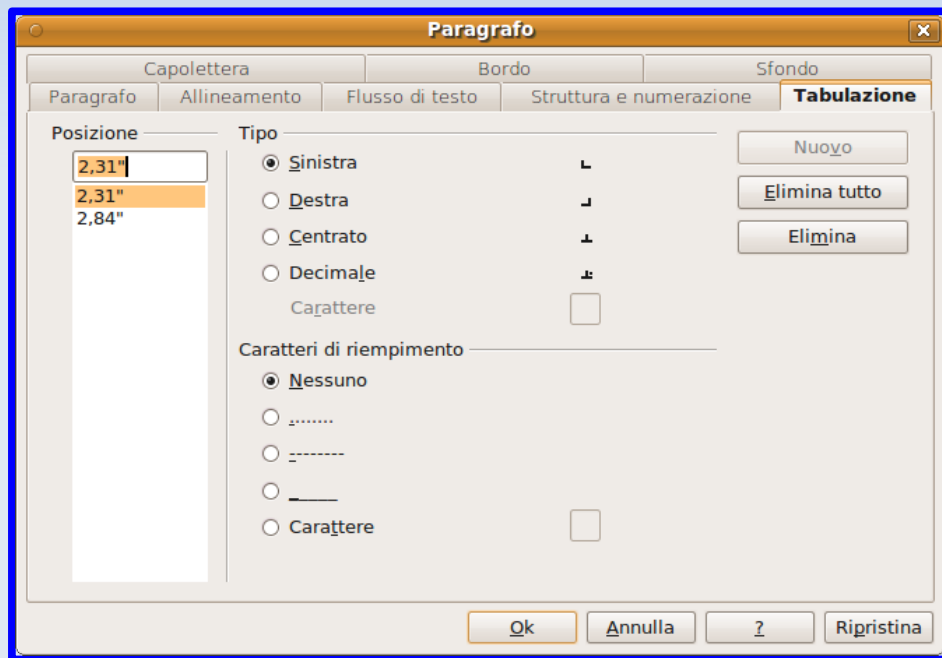 Paragrafo
Capolettera Bordo Sfondo
Paragrafo Allineamento Flusso di testo Struttura e numerazione Tabulazione
Posizione
2,31"
2,31"
2,84"
Tipo
Sinistra
Destra
Centrato
Decimale
Carattere
Caratteri di riempimento
Nessuno
........
--------
_____
Carattere
Nuovo
Elimina tutto
Elimina
Ok Annulla ? Ripristina